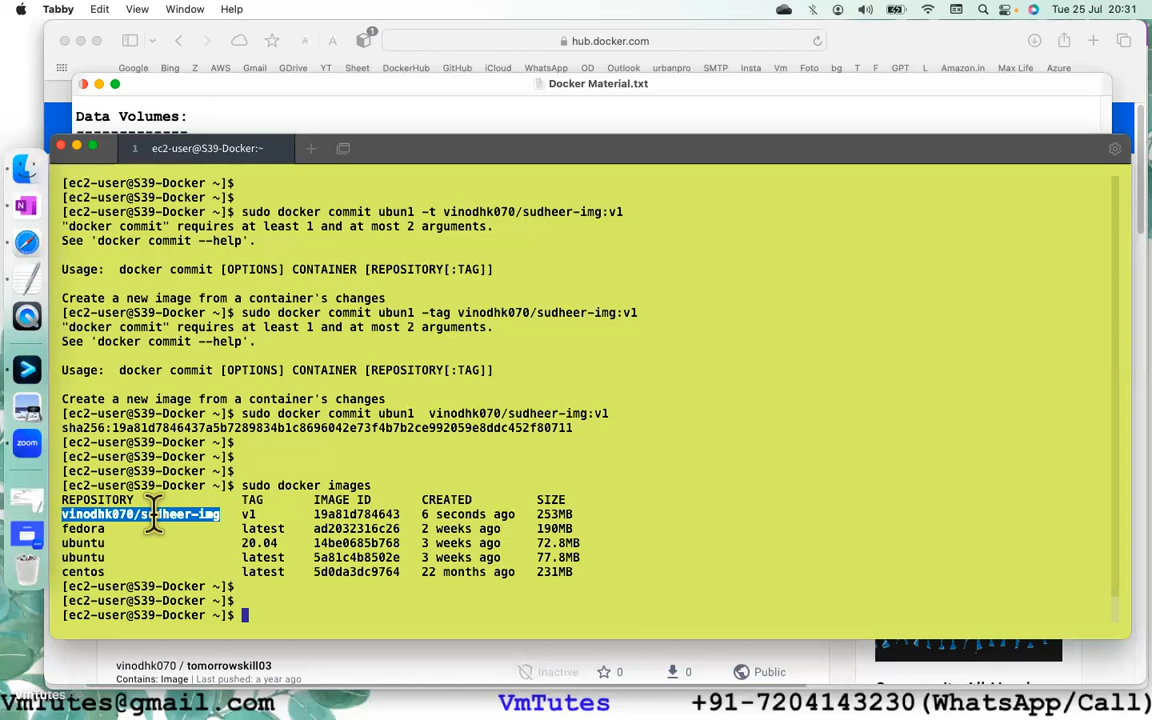 Tabby Edit View Window Help Tue 25 Jul 20:31
hub.docker.com
Google Bing Z AWS Gmail GDrive YT Sheet DockerHub GitHub iCloud WhatsApp OD Outlook urbanpro SMTP Insta Vm Foto bg T F GPT L Amazon.in Max Life Azure
Docker Material.txt
Data Volumes:
-------------
1 ec2-user@S39-Docker:~
[ec2-user@S39-Docker ~]$
[ec2-user@S39-Docker ~]$
[ec2-user@S39-Docker ~]$ sudo docker commit ubun1 -t vinodhk070/sudheer-img:v1
"docker commit" requires at least 1 and at most 2 arguments.
See 'docker commit --help'.
Usage:  docker commit [OPTIONS] CONTAINER [REPOSITORY[:TAG]]
Create a new image from a container's changes
[ec2-user@S39-Docker ~]$ sudo docker commit ubun1 -tag vinodhk070/sudheer-img:v1
"docker commit" requires at least 1 and at most 2 arguments.
See 'docker commit --help'.
Usage:  docker commit [OPTIONS] CONTAINER [REPOSITORY[:TAG]]
Create a new image from a container's changes
[ec2-user@S39-Docker ~]$ sudo docker commit ubun1  vinodhk070/sudheer-img:v1
sha256:19a81d7846437a5b7289834b1c8696042e73f4b7b2ce992059e8ddc452f80711
[ec2-user@S39-Docker ~]$
[ec2-user@S39-Docker ~]$
[ec2-user@S39-Docker ~]$
[ec2-user@S39-Docker ~]$ sudo docker images
REPOSITORY TAG IMAGE ID CREATED SIZE
vinodhk070/sudheer-img v1 19a81d784643 6 seconds ago 253MB
fedora latest ad2032316c26 2 weeks ago 190MB
ubuntu 20.04 14be0685b768 3 weeks ago 72.8MB
ubuntu latest 5a81c4b8502e 3 weeks ago 77.8MB
centos latest 5d0da3dc9764 22 months ago 231MB
[ec2-user@S39-Docker ~]$
[ec2-user@S39-Docker ~]$
[ec2-user@S39-Docker ~]$
zoom
vinodhk070 / tomorrowskill03
Contains: Image | Last pushed: a year ago
Inactive 0 0 Public
VmTutes
VmTutes@gmail.com VmTutes +91-7204143230(WhatsApp/Call)